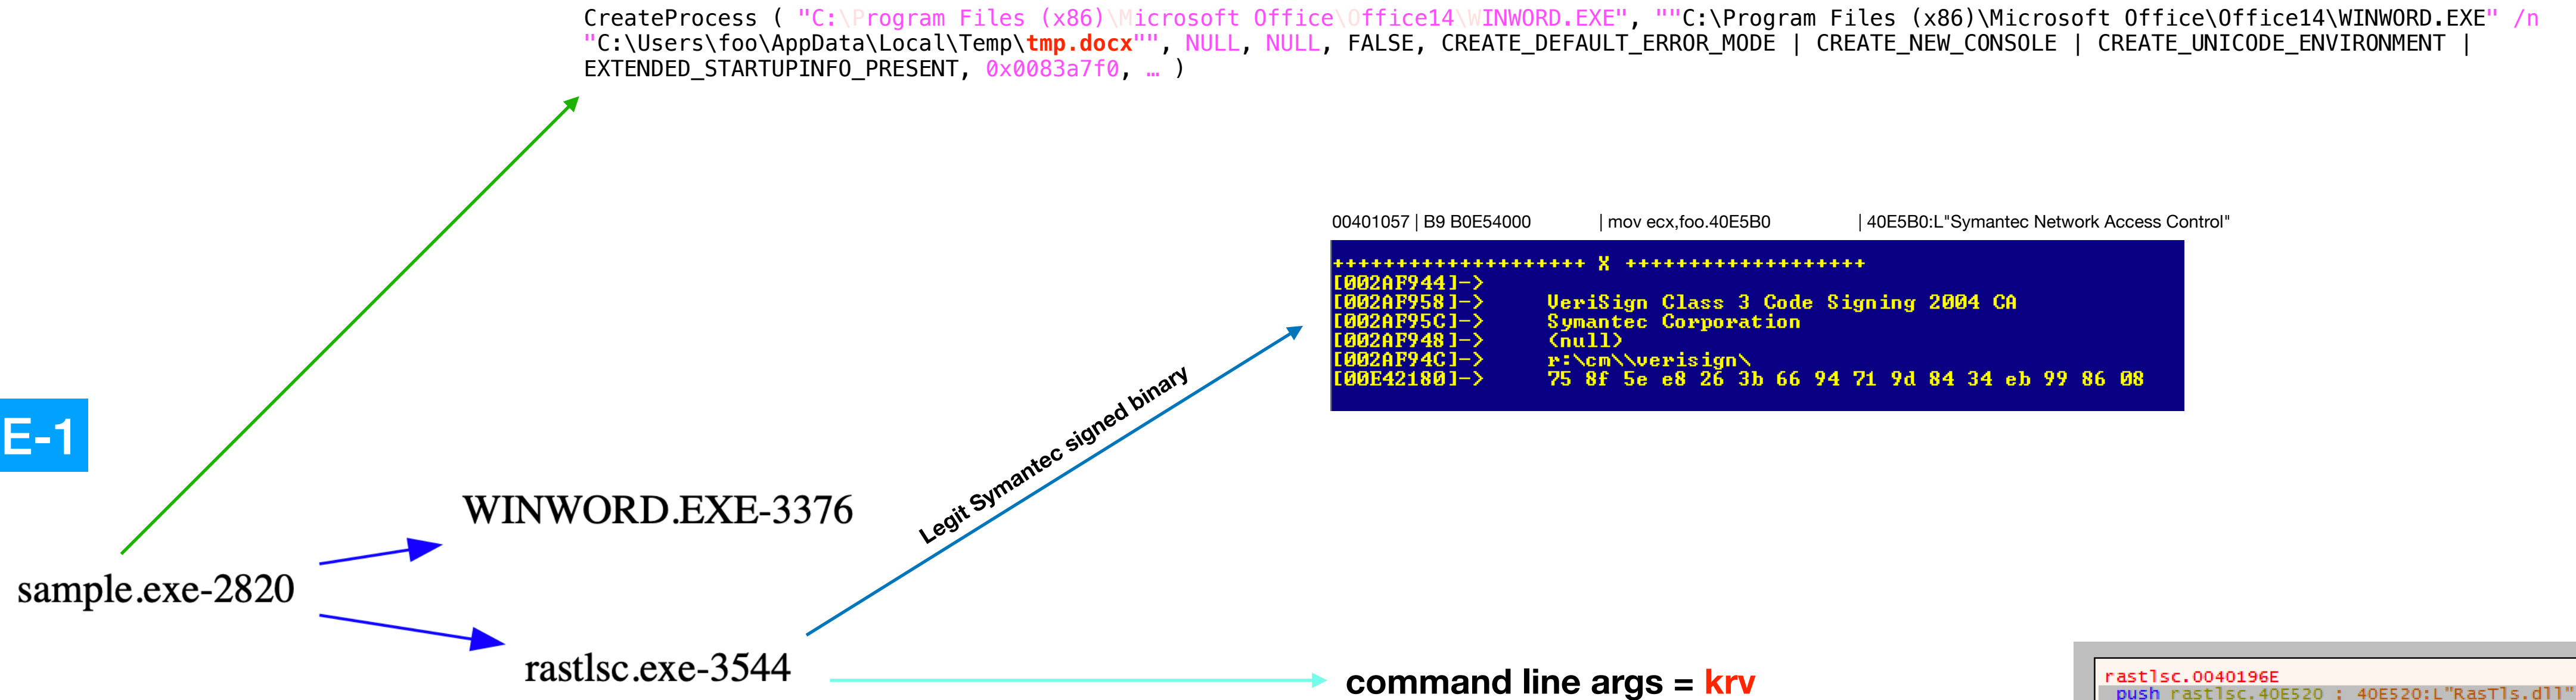 CreateProcess ( "C:\Program Files (x86)\Microsoft Office\Office14\WINWORD.EXE", ""C:\Program Files (x86)\Microsoft Office\Office14\WINWORD.EXE" /n
"C:\Users\foo\AppData\Local\Temp\tmp.docx"", NULL, NULL, FALSE, CREATE_DEFAULT_ERROR_MODE | CREATE_NEW_CONSOLE | CREATE_UNICODE_ENVIRONMENT |
EXTENDED_STARTUPINFO_PRESENT, 0x0083a7f0, … )
00401057 | B9 B0E54000 | mov ecx,foo.40E5B0 | 40E5B0:L"Symantec Network Access Control"
++++++++++++++++++++ X +++++++++++++++++++
[002AF944]->
[002AF958]-> VeriSign Class 3 Code Signing 2004 CA
[002AF95C]-> Symantec Corporation
[002AF948]-> (null)
[002AF94C]-> r:\cm\\verisign\
[00E42180]-> 75 8f 5e e8 26 3b 66 94 71 9d 84 34 eb 99 86 08
Legit Symantec signed binary
E-1
WINWORD.EXE-3376
sample.exe-2820
rastlsc.exe-3544
command line args = krv
rastlsc.0040196E
push rastlsc.40E520 ; 40E520:L"RasTls.dll"